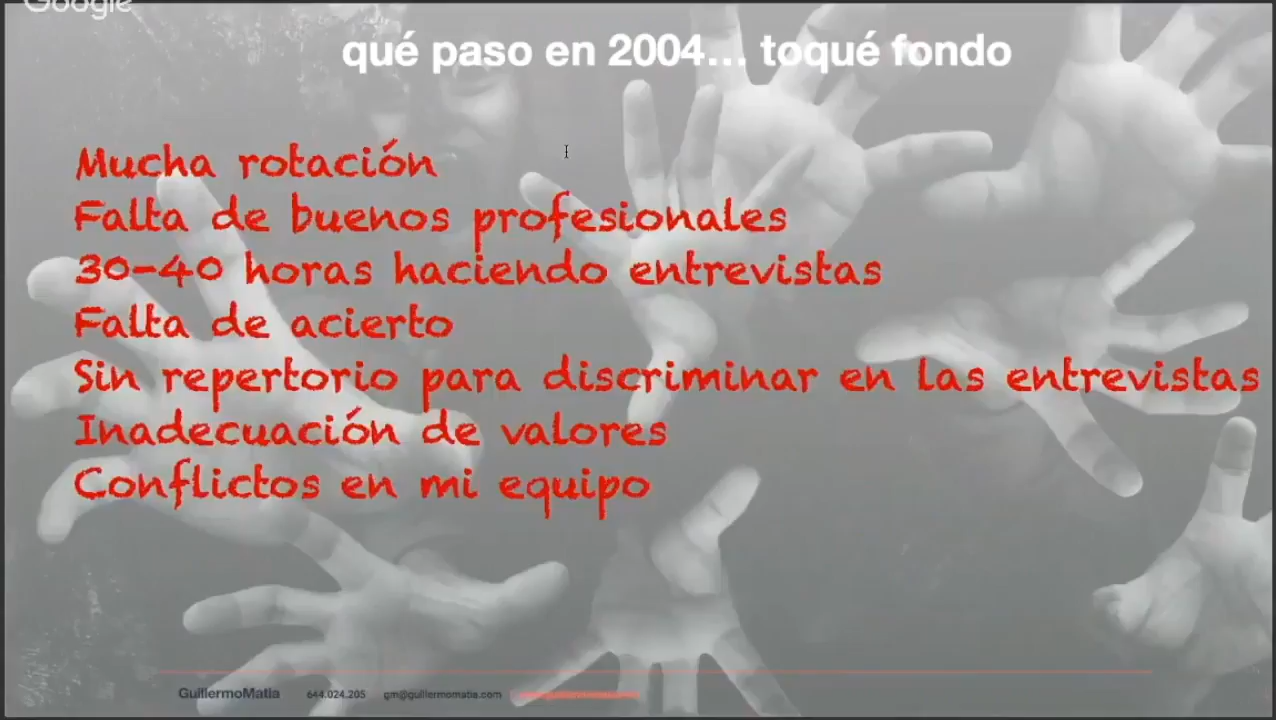 Google
qué paso en 2004... toqué fondo
Mucha rotación
Falta de buenos profesionales
30-40 horas haciendo entrevistas
Falta de acierto
Sin repertorio para discriminar en las entrevistas
Inadecuación de valores
Conflictos en mi equipo
GuillermoMatia 644.024.205 gm@guillermomatia.com